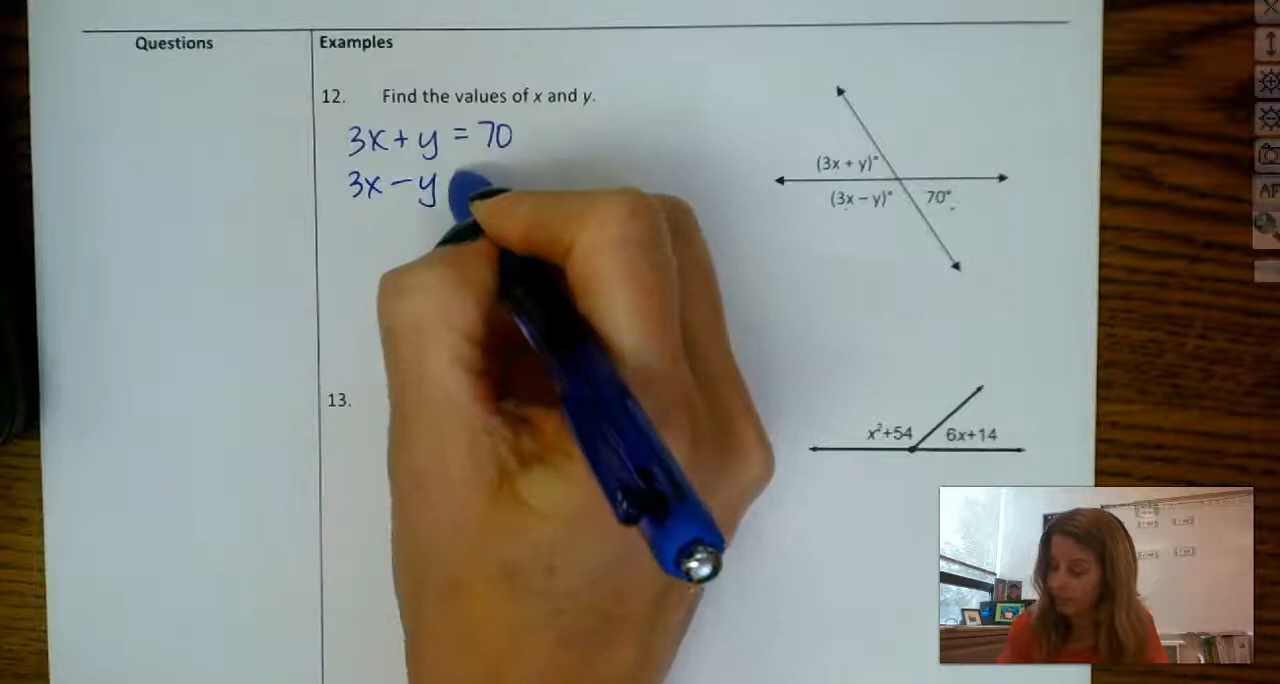 Questions
Examples
12. Find the values of x and y.
3x + y = 70
3x - y
(3x + y)°
(3x – y)°
70°
13.
x²+54
6x+14